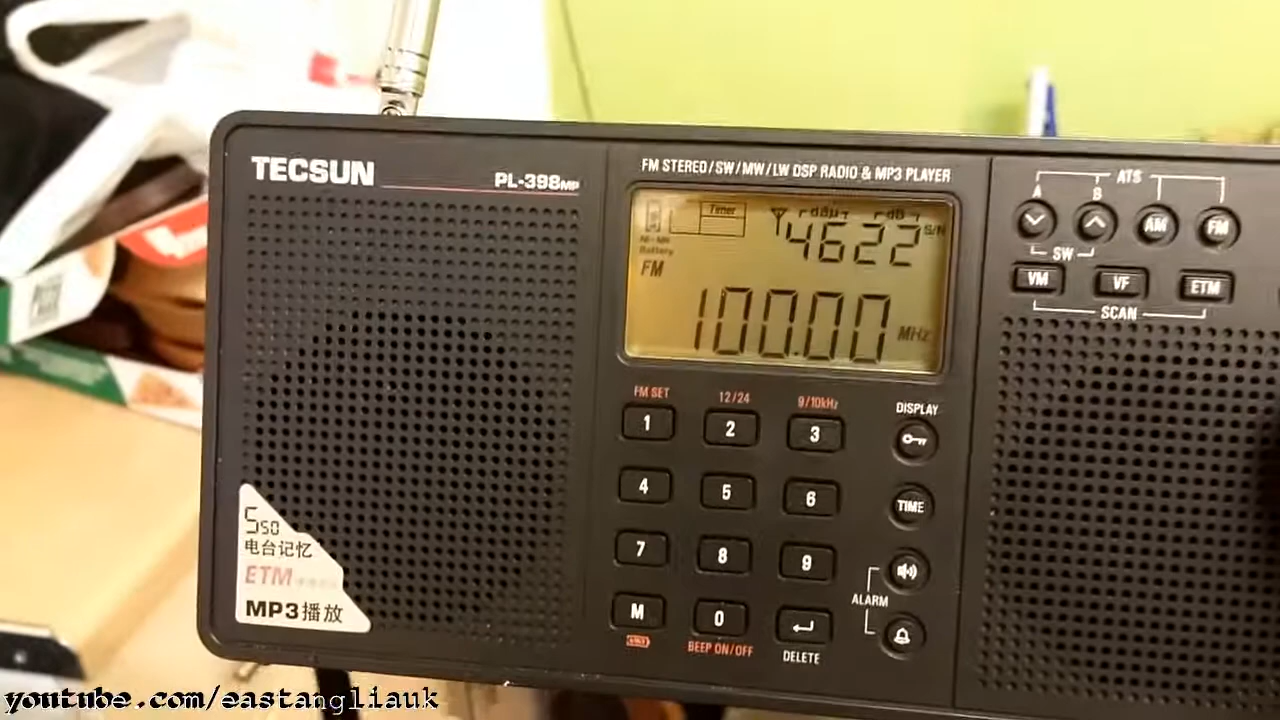 TECSUN
PL-398MP
FM STEREO/SW/MW/LW DSP RADIO & MP3 PLAYER
Timer
dBμ dB
4622 S/N
Ni-MH
Battery
FM
100.00 MHz
ATS
A B
AM FM
SW
VM VF ETM
SCAN
FM SET 12/24 9/10kHz DISPLAY
1 2 3
4 5 6 TIME
7 8 9
ALARM
M 0
BEEP ON/OFF DELETE
550
电台记忆
ETM
MP3播放
youtube.com/eastangliauk